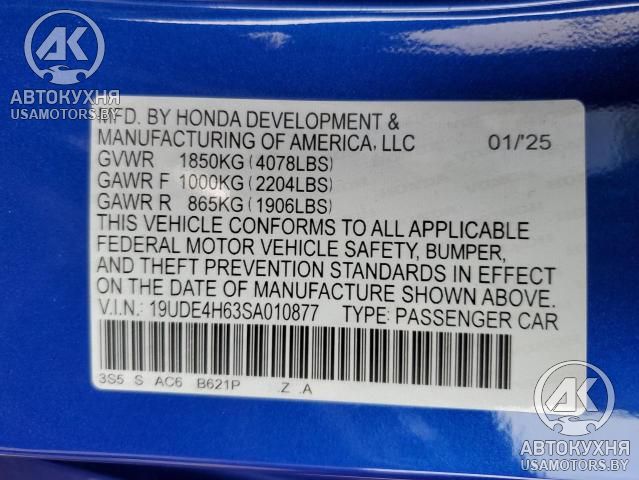 АК
АВТОКУХНЯ
USAMOTORS.BY
MFD. BY HONDA DEVELOPMENT &
MANUFACTURING OF AMERICA, LLC 01/'25
GVWR 1850KG (4078LBS)
GAWR F 1000KG (2204LBS)
GAWR R 865KG (1906LBS)
THIS VEHICLE CONFORMS TO ALL APPLICABLE
FEDERAL MOTOR VEHICLE SAFETY, BUMPER,
AND THEFT PREVENTION STANDARDS IN EFFECT
ON THE DATE OF MANUFACTURE SHOWN ABOVE.
V.I.N.: 19UDE4H63SA010877 TYPE: PASSENGER CAR
3S5 S AC6 B621P .Z .A
АК
АВТОКУХНЯ
USAMOTORS.BY